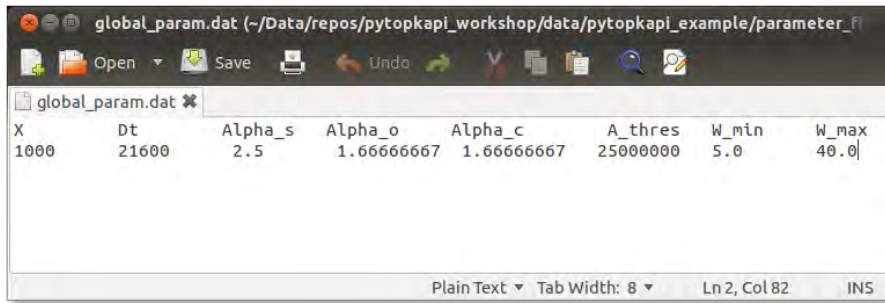 global_param.dat (~/Data/repos/pytopkapi_workshop/data/pytopkapi_example/parameter_fi
Open Save Undo
global_param.dat
X Dt Alpha_s Alpha_o Alpha_c A_thres W_min W_max
1000 21600 2.5 1.66666667 1.66666667 25000000 5.0 40.0
Plain Text Tab Width: 8 Ln 2, Col 82 INS